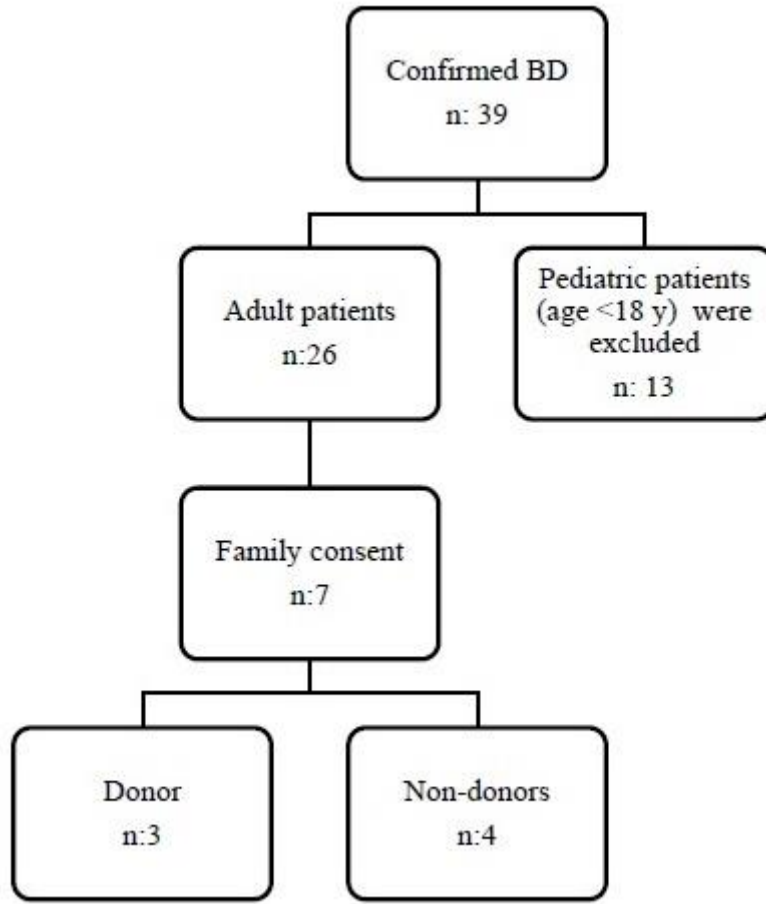 Confirmed BD
n: 39
Adult patients
n:26
Pediatric patients
(age <18 y) were
excluded
n: 13
Family consent
n:7
Donor
n:3
Non-donors
n:4